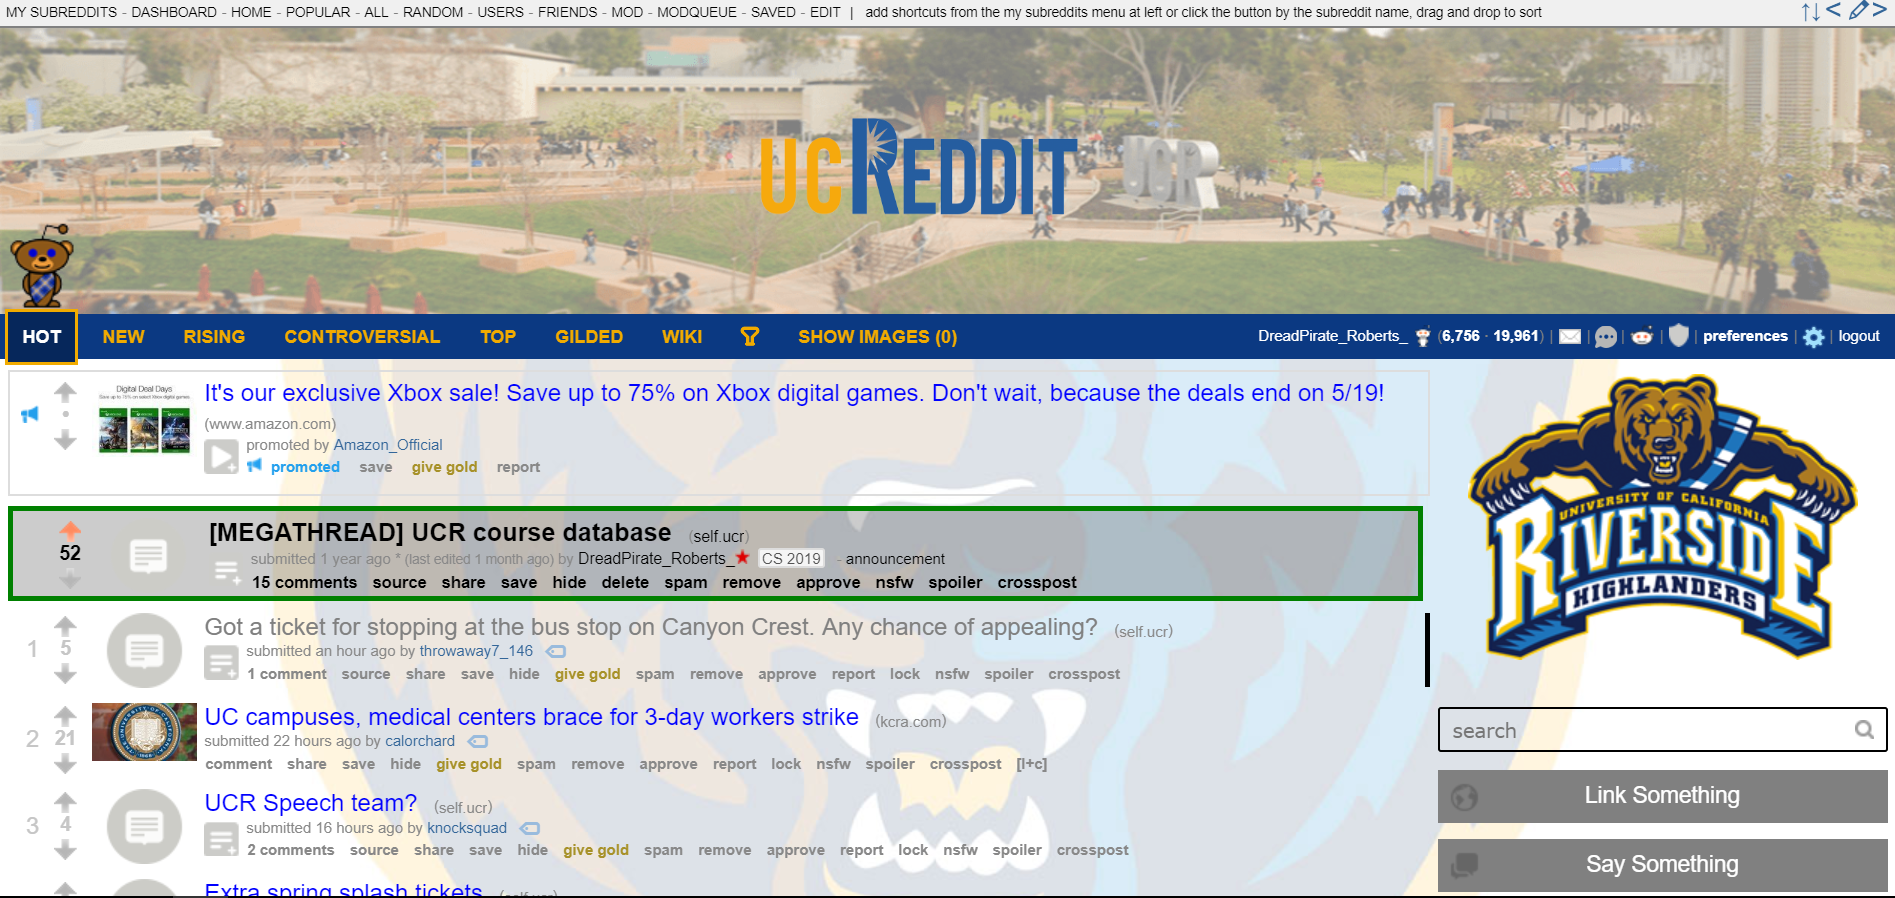 MY SUBREDDITS - DASHBOARD - HOME - POPULAR - ALL - RANDOM - USERS - FRIENDS - MOD - MODQUEUE - SAVED - EDIT | add shortcuts from the my subreddits menu at left or click the button by the subreddit name, drag and drop to sort
UCREDDIT
UCR
HOT NEW RISING CONTROVERSIAL TOP GILDED WIKI SHOW IMAGES (0) DreadPirate_Roberts_ (6,756 · 19,961) | | | | | preferences | | logout
Digital Deal Days
It's our exclusive Xbox sale! Save up to 75% on Xbox digital games. Don't wait, because the deals end on 5/19!
(www.amazon.com)
promoted by Amazon_Official
promoted save give gold report
52
[MEGATHREAD] UCR course database (self.ucr)
submitted 1 year ago * (last edited 1 month ago) by DreadPirate_Roberts_ CS 2019 - announcement
15 comments source share save hide delete spam remove approve nsfw spoiler crosspost
1 5
Got a ticket for stopping at the bus stop on Canyon Crest. Any chance of appealing? (self.ucr)
submitted an hour ago by throwaway7_146
1 comment source share save hide give gold spam remove approve report lock nsfw spoiler crosspost
2 21
UC campuses, medical centers brace for 3-day workers strike (kcra.com)
submitted 22 hours ago by calorchard
comment share save hide give gold spam remove approve report lock nsfw spoiler crosspost [l+c]
3 4
UCR Speech team? (self.ucr)
submitted 16 hours ago by knocksquad
2 comments source share save hide give gold spam remove approve report lock nsfw spoiler crosspost
Extra spring splash tickets (self.ucr)
UNIVERSITY OF CALIFORNIA
RIVERSIDE
HIGHLANDERS
search
Link Something
Say Something